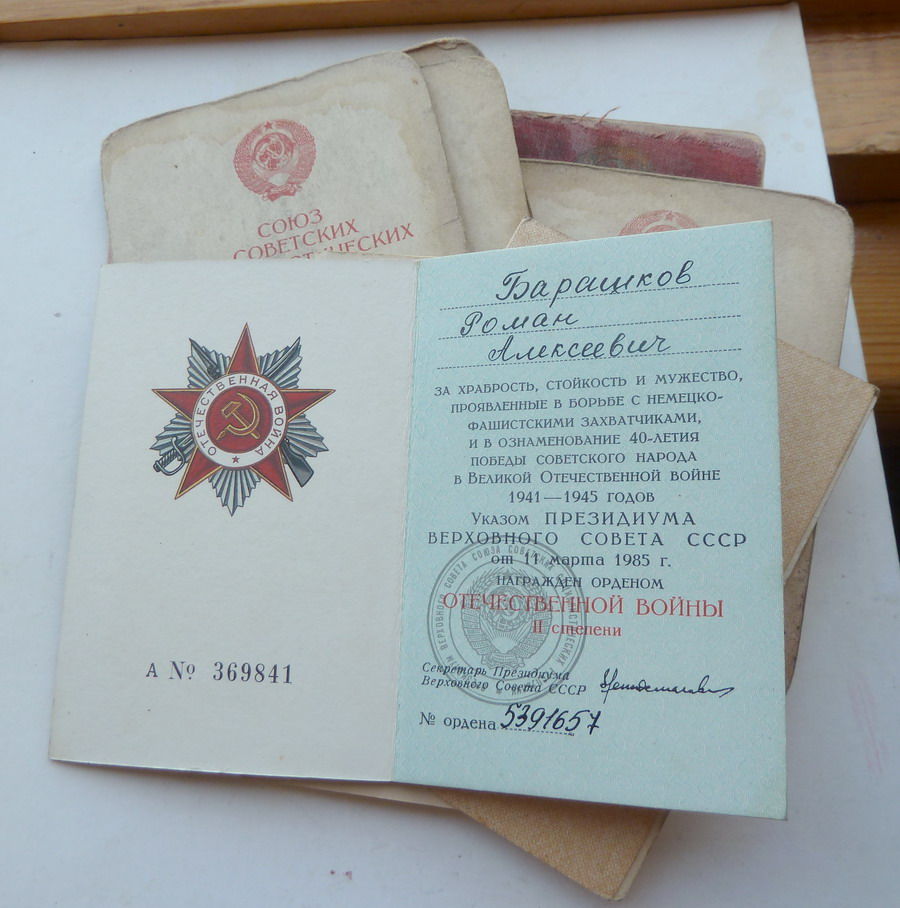 СОЮЗ
СОВЕТСКИХ
ОТЕЧЕСТВЕННАЯ ВОЙНА
А № 369841
Барашков
Роман
Алексеевич
ЗА ХРАБРОСТЬ, СТОЙКОСТЬ И МУЖЕСТВО,
ПРОЯВЛЕННЫЕ В БОРЬБЕ С НЕМЕЦКО-
ФАШИСТСКИМИ ЗАХВАТЧИКАМИ,
И В ОЗНАМЕНОВАНИЕ 40-ЛЕТИЯ
ПОБЕДЫ СОВЕТСКОГО НАРОДА
В ВЕЛИКОЙ ОТЕЧЕСТВЕННОЙ ВОЙНЕ
1941—1945 ГОДОВ
УКАЗОМ ПРЕЗИДИУМА
ВЕРХОВНОГО СОВЕТА СССР
от 11 марта 1985 г.
НАГРАЖДЕН ОРДЕНОМ
ОТЕЧЕСТВЕННОЙ ВОЙНЫ
II степени
Секретарь Президиума
Верховного Совета СССР
№ ордена 5391657